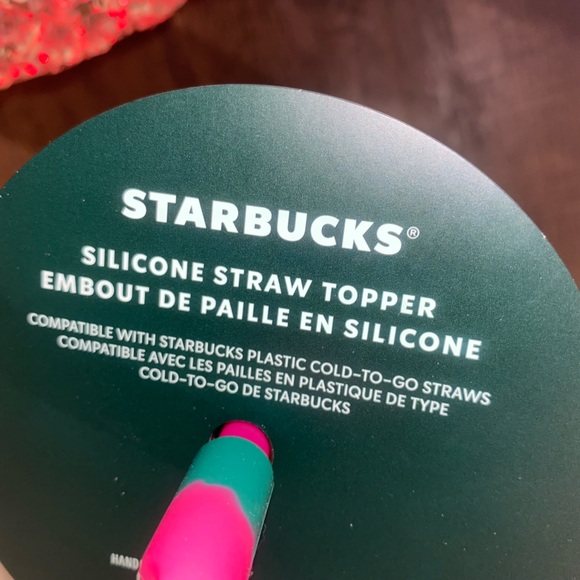 STARBUCKS®
SILICONE STRAW TOPPER
EMBOUT DE PAILLE EN SILICONE
COMPATIBLE WITH STARBUCKS PLASTIC COLD-TO-GO STRAWS
COMPATIBLE AVEC LES PAILLES EN PLASTIQUE DE TYPE
COLD-TO-GO DE STARBUCKS
HAND